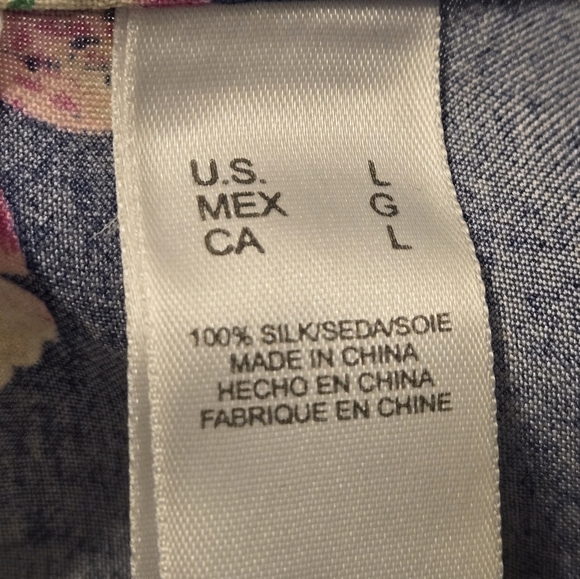 U.S. L
MEX G
CA L
100% SILK/SEDA/SOIE
MADE IN CHINA
HECHO EN CHINA
FABRIQUE EN CHINE